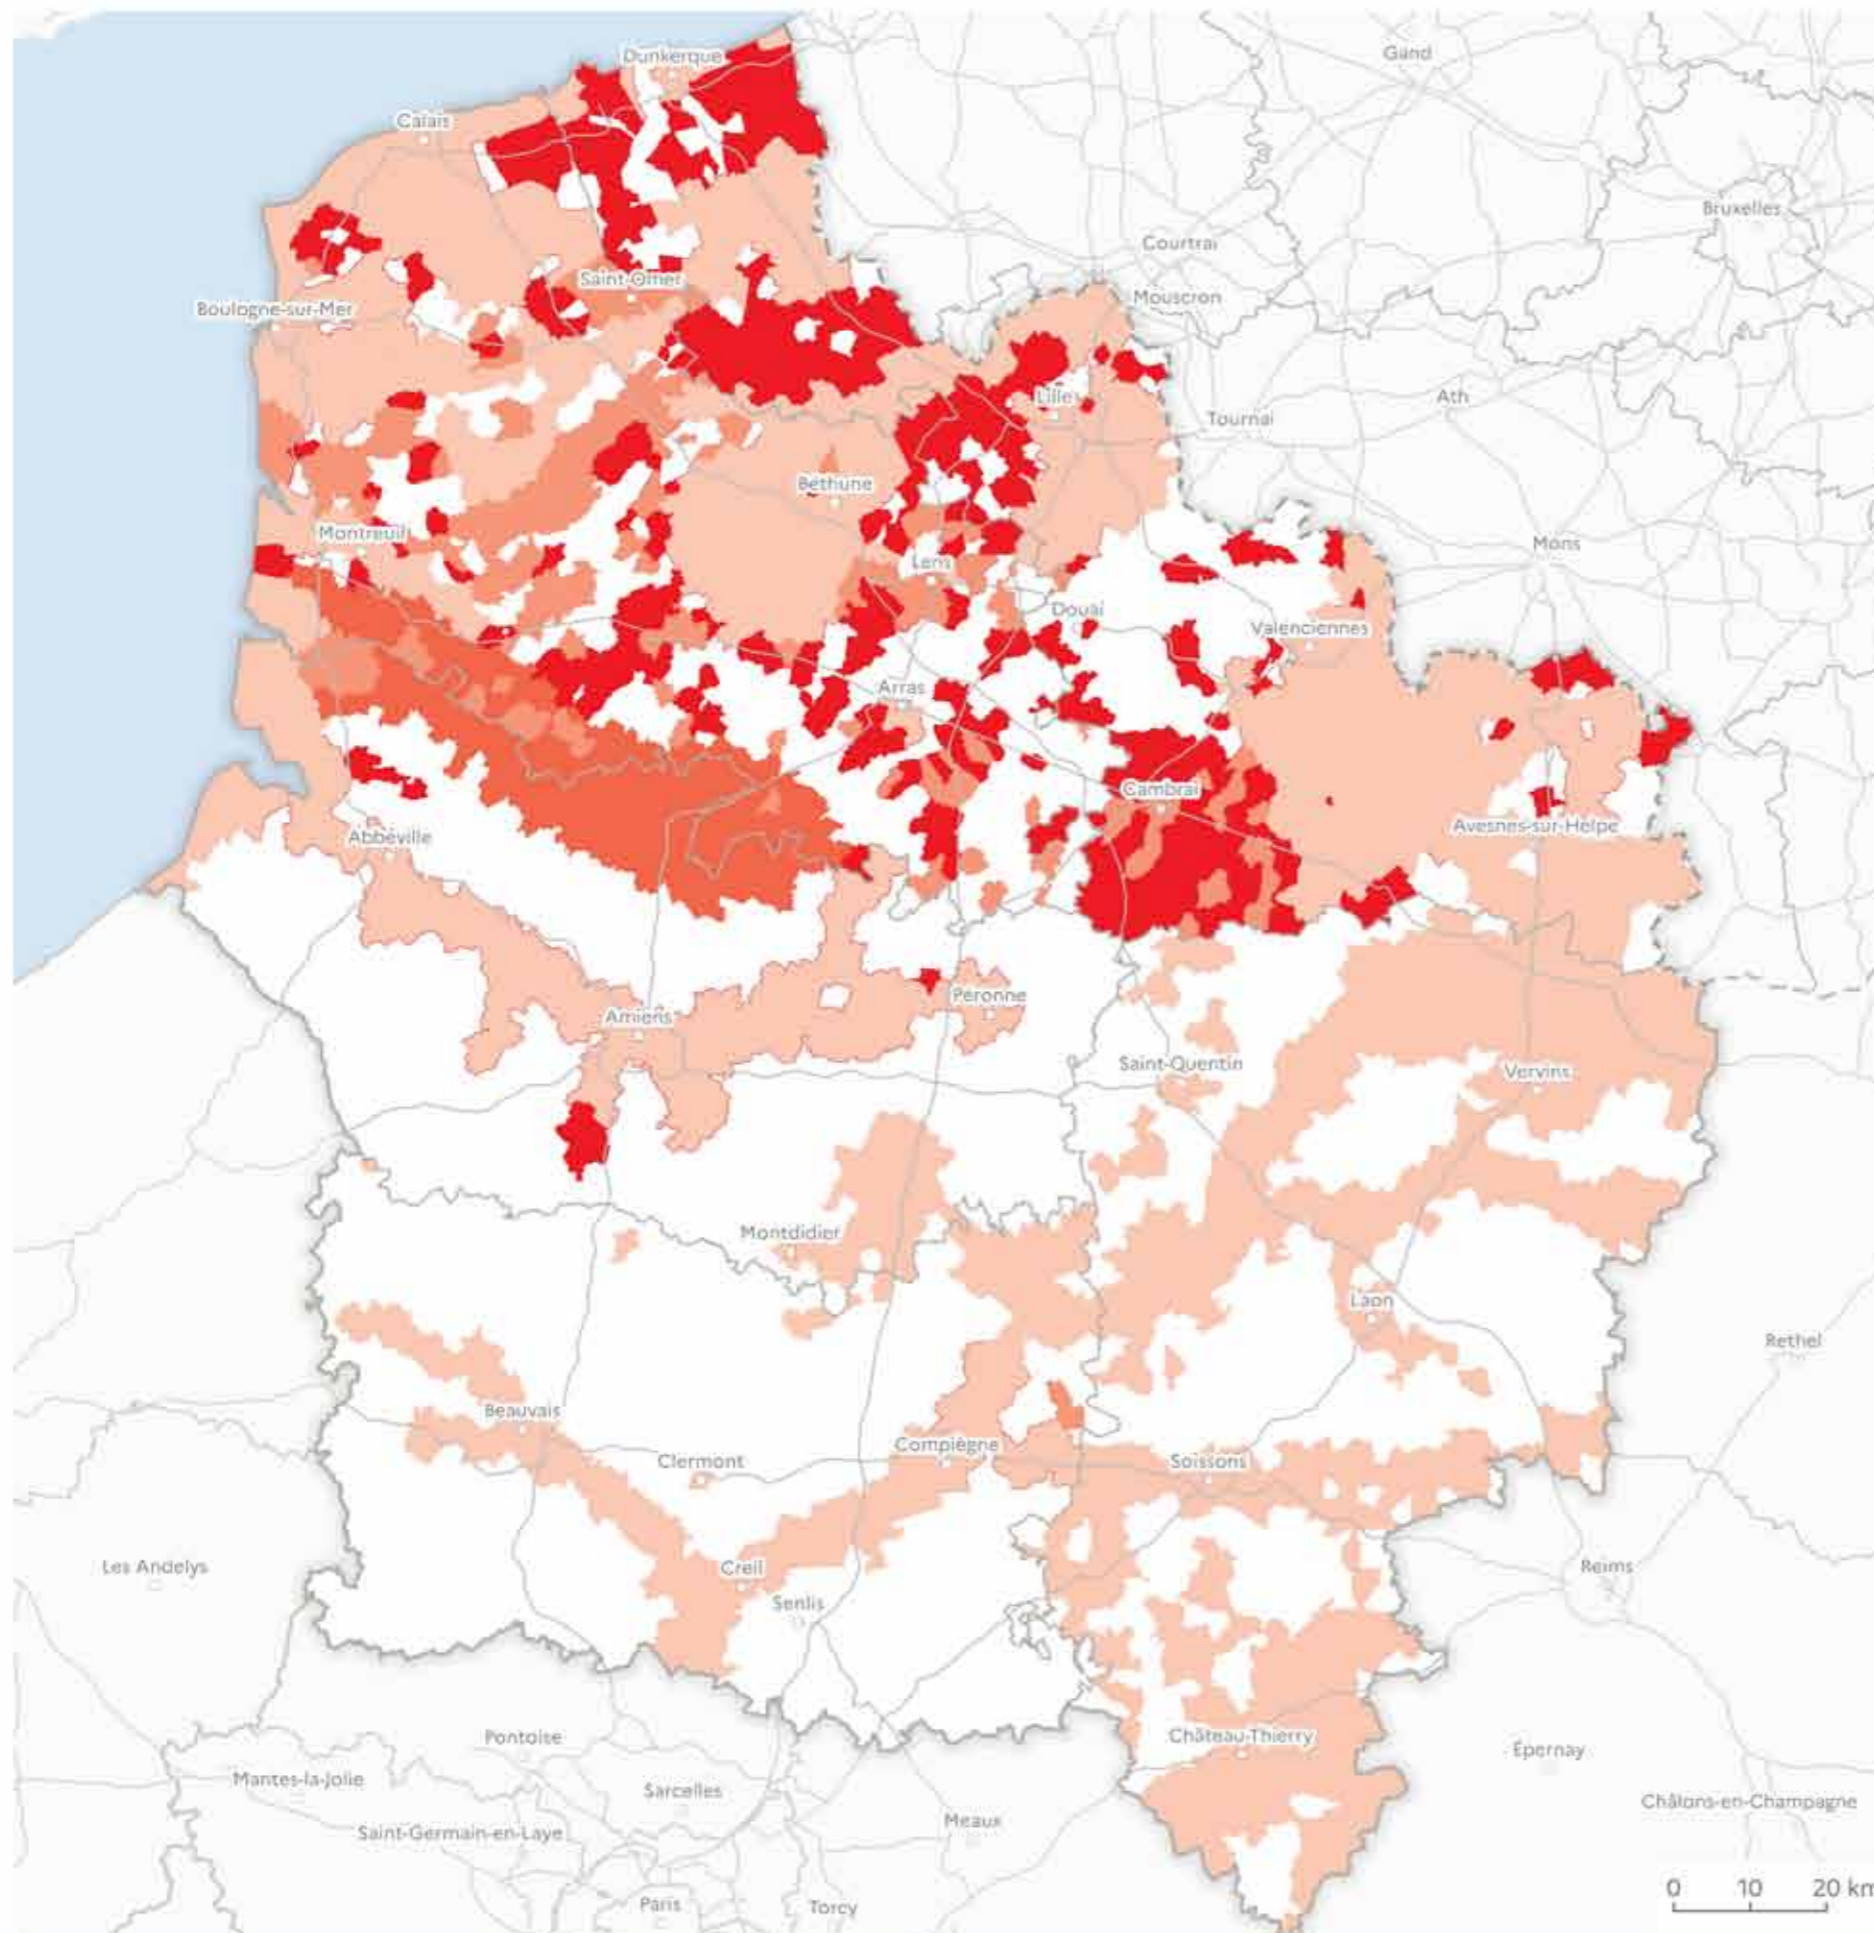 Dunkerque
Gand
Calais
Bruxelles
Courtrai
Saint-Omer
Mouscron
Boulogne-sur-Mer
Lille
Ath
Tournai
Béthune
Montreuil
Mons
Lens
Douai
Valenciennes
Arras
Cambrai
Avesnes-sur-Helpe
Abbeville
Péronne
Amiens
Saint-Quentin
Vervins
Montdidier
Laon
Rethel
Beauvais
Compiègne
Clermont
Soissons
Les Andelys
Creil
Reims
Senlis
Château-Thierry
Pontoise
Épernay
Mantes-la-Jolie
Sarcelles
Châlons-en-Champagne
Meaux
Saint-Germain-en-Laye
0 10 20 km
Paris
Torcy